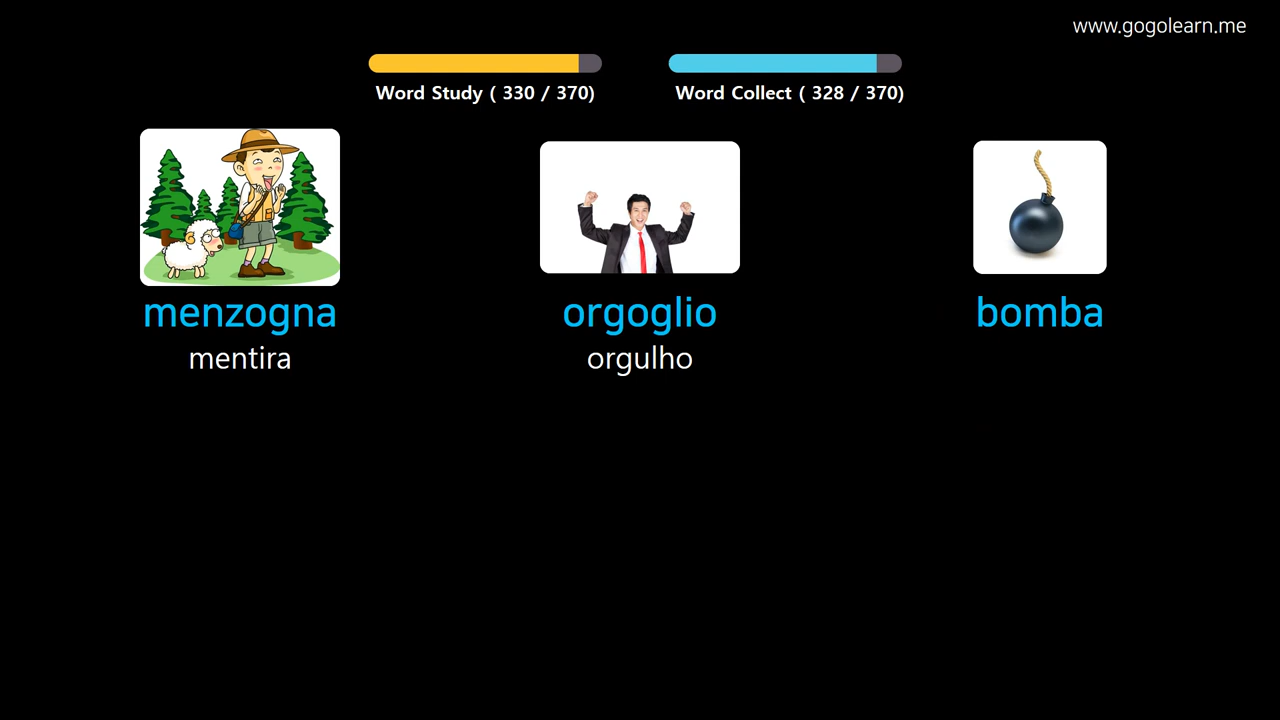 www.gogolearn.me
Word Study ( 330 / 370)
Word Collect ( 328 / 370)
menzogna
mentira
orgoglio
orgulho
bomba